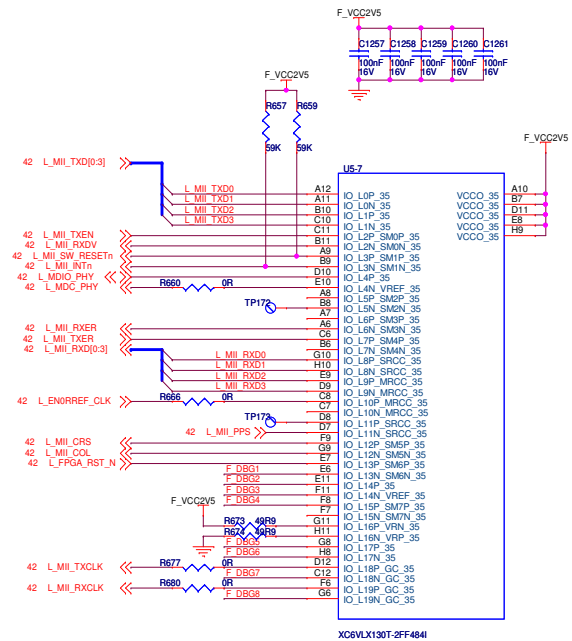 F_VCC2V5
C1257 C1258 C1259 C1260 C1261
100nF 100nF 100nF 100nF 100nF
16V 16V 16V 16V 16V
F_VCC2V5
R657 R659
59K 59K
F_VCC2V5
U5-7
42 L_MII_TXD[0:3]
L_MII_TXD0 A12 IO_L0P_35 VCCO_35 A10
L_MII_TXD1 A11 IO_L0N_35 VCCO_35 B7
L_MII_TXD2 B10 IO_L1P_35 VCCO_35 D11
L_MII_TXD3 C10 IO_L1N_35 VCCO_35 E8
42 L_MII_TXEN C11 IO_L2P_SM0P_35 VCCO_35 H9
42 L_MII_RXDV B11 IO_L2N_SM0N_35
42 L_MII_SW_RESETn A9 IO_L3P_SM1P_35
42 L_MII_INTn B9 IO_L3N_SM1N_35
42 L_MDIO_PHY D10 IO_L4P_35
42 L_MDC_PHY R660 0R E10 IO_L4N_VREF_35
A8 IO_L5P_SM2P_35
TP172 B8 IO_L5N_SM2N_35
A7 IO_L6P_SM3P_35
42 L_MII_RXER A6 IO_L6N_SM3N_35
42 L_MII_TXER C6 IO_L7P_SM4P_35
42 L_MII_RXD[0:3] B6 IO_L7N_SM4N_35
L_MII_RXD0 G10 IO_L8P_SRCC_35
L_MII_RXD1 H10 IO_L8N_SRCC_35
L_MII_RXD2 E9 IO_L9P_MRCC_35
L_MII_RXD3 D9 IO_L9N_MRCC_35
42 L_EN0RREF_CLK R666 0R C8 IO_L10P_MRCC_35
C7 IO_L10N_MRCC_35
TP173 D8 IO_L11P_SRCC_35
42 L_MII_PPS D7 IO_L11N_SRCC_35
42 L_MII_CRS F9 IO_L12P_SM5P_35
42 L_MII_COL G9 IO_L12N_SM5N_35
42 L_FPGA_RST_N E7 IO_L13P_SM6P_35
F_DBG1 E6 IO_L13N_SM6N_35
F_DBG2 E11 IO_L14P_35
F_DBG3 F11 IO_L14N_VREF_35
F_DBG4 F8 IO_L15P_SM7P_35
F_VCC2V5 F7 IO_L15N_SM7N_35
R673 49R9 G11 IO_L16P_VRN_35
R674 49R9 H11 IO_L16N_VRP_35
F_DBG5 G8 IO_L17P_35
F_DBG6 H8 IO_L17N_35
42 L_MII_TXCLK R677 0R D12 IO_L18P_GC_35
F_DBG7 C12 IO_L18N_GC_35
42 L_MII_RXCLK R680 0R F6 IO_L19P_GC_35
F_DBG8 G6 IO_L19N_GC_35
XC6VLX130T-2FF484I